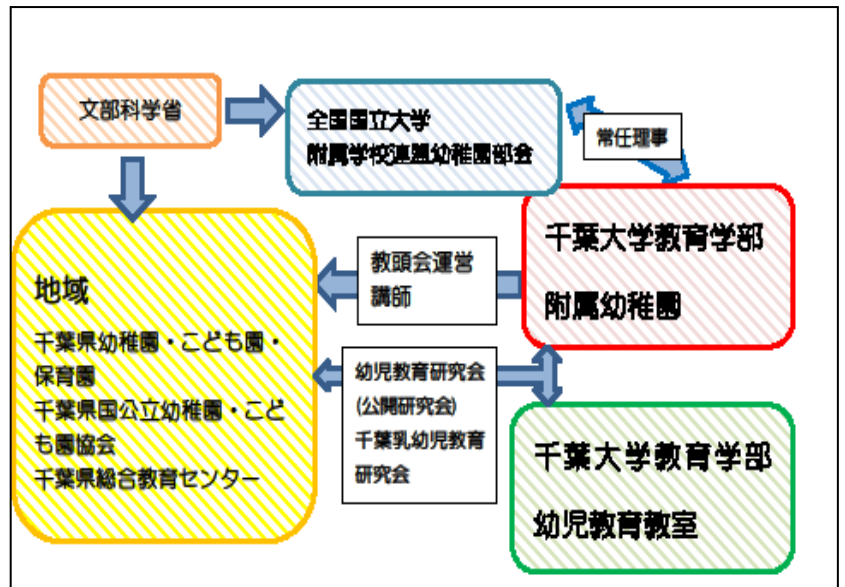 文部科学省
全国国立大学
附属学校連盟幼稚園部会
常任理事
千葉大学教育学部
附属幼稚園
教頭会運営
講師
地域
千葉県幼稚園・こども園・
保育園
千葉県国公立幼稚園・こど
も園協会
千葉県総合教育センター
幼児教育研究会
(公開研究会)
千葉乳幼児教育
研究会
千葉大学教育学部
幼児教育教室